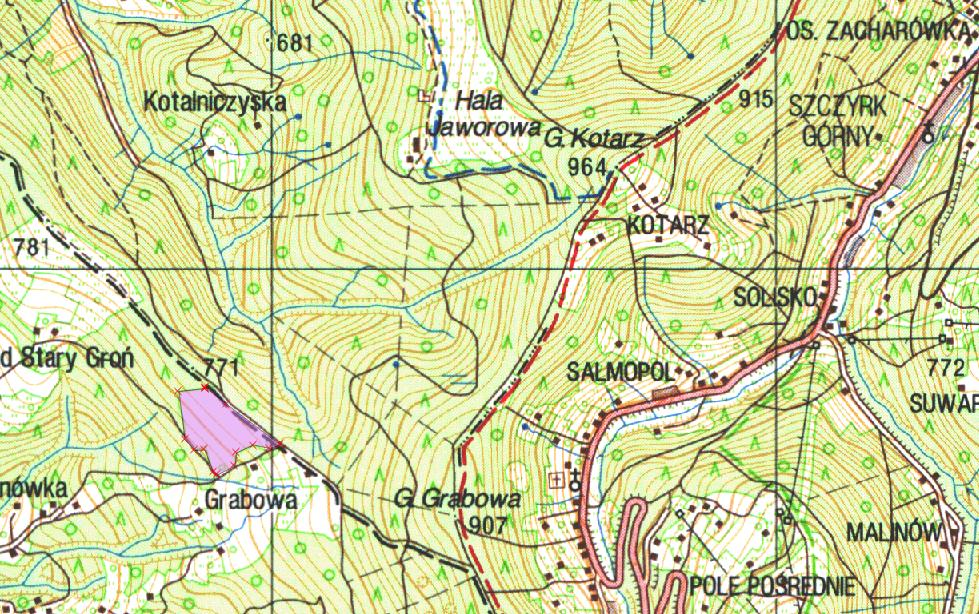 OS. ZACHARÓWKA
681
915
Kotalniczyska
Hala
Jaworowa
SZCZYRK
GÓRNY
G. Kotarz
964
KOTARZ
781
SOLISKO
d Stary Groń
771
SALMOPOL
772
SUWAR
nówka
Grabowa
G. Grabowa
907
MALINÓW
POLE POŚREDNIE